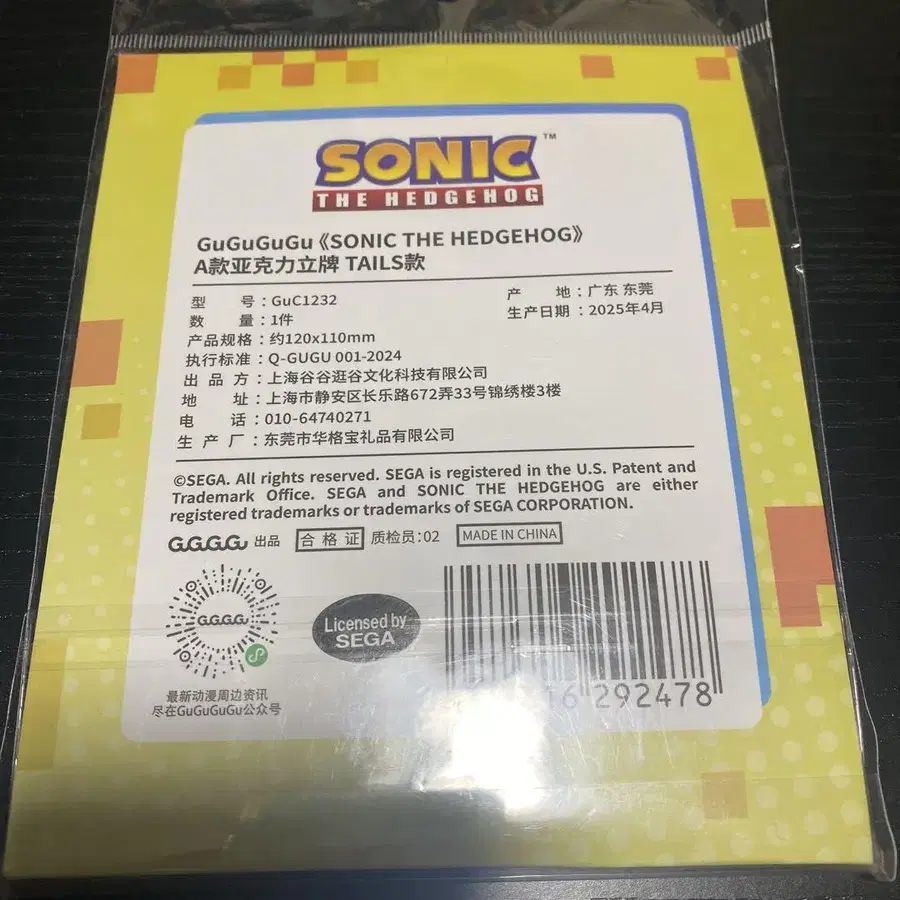 SONIC™
THE HEDGEHOG
GuGuGuGu《SONIC THE HEDGEHOG》
A款亚克力立牌 TAILS款
型号：GuC1232
数量：1件
产品规格：约120x110mm
执行标准：Q-GUGU 001-2024
出品方：上海谷谷逛谷文化科技有限公司
地址：上海市静安区长乐路672弄33号锦绣楼3楼
电话：010-64740271
生产厂：东莞市华格宝礼品有限公司
产地：广东 东莞
生产日期：2025年4月
©SEGA. All rights reserved. SEGA is registered in the U.S. Patent and
Trademark Office. SEGA and SONIC THE HEDGEHOG are either
registered trademarks or trademarks of SEGA CORPORATION.
G.G.G.G. 出品 合格证 质检员：02 MADE IN CHINA
G.G.G.G.
最新动漫周边资讯
尽在GuGuGuGu公众号
Licensed by
SEGA
16 292478